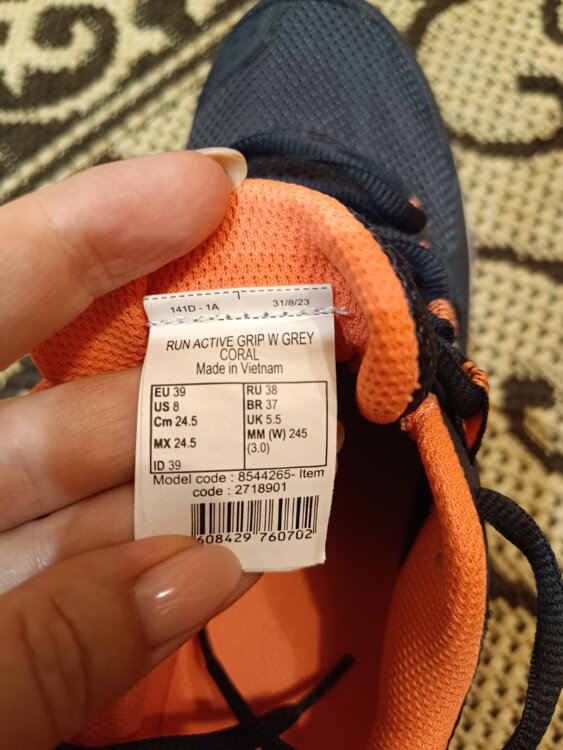 141D - 1A 31/8/23
RUN ACTIVE GRIP W GREY
CORAL
Made in Vietnam
EU 39 RU 38
US 8 BR 37
Cm 24.5 UK 5.5
MX 24.5 MM (W) 245
(3.0)
ID 39
Model code : 8544265- Item
code : 2718901
608429 760702